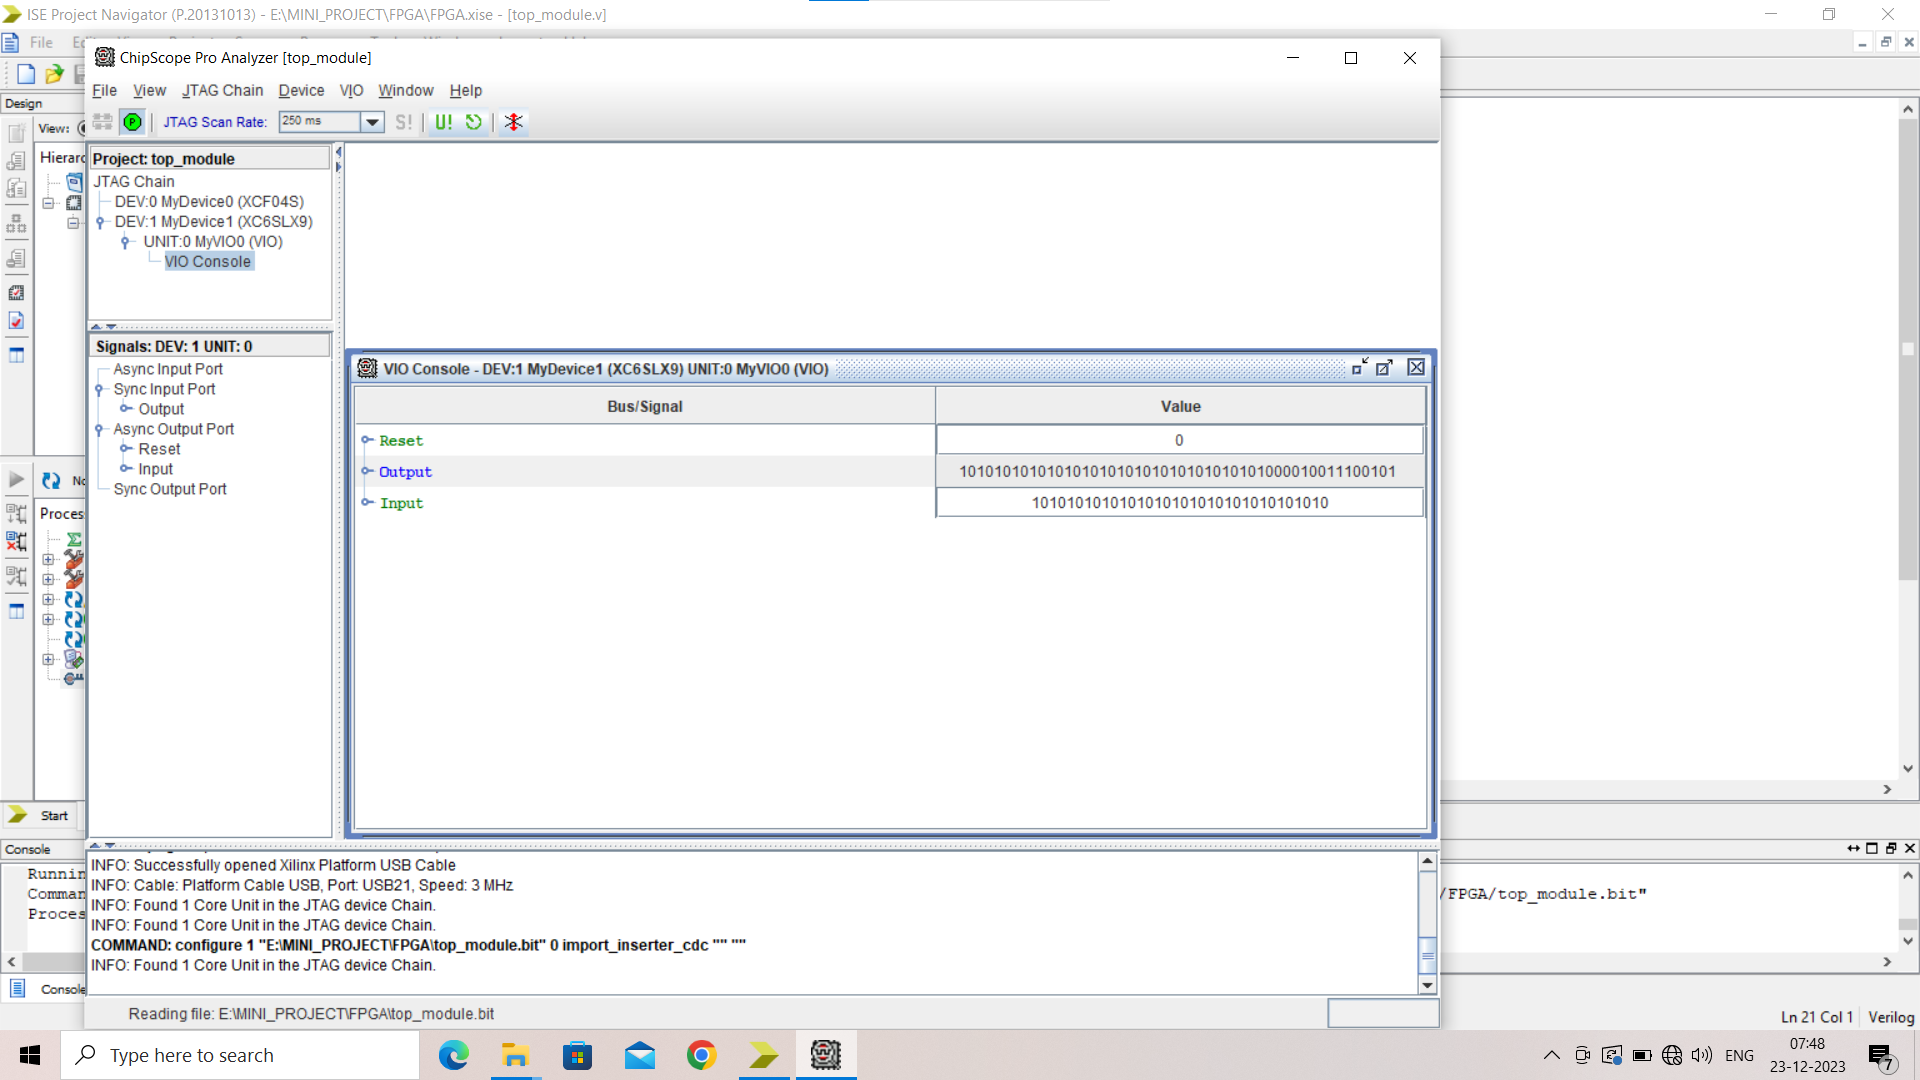 ISE Project Navigator (P.20131013) - E:\MINI_PROJECT\FPGA\FPGA.xise - [top_module.v]
File
ChipScope Pro Analyzer [top_module]
File View JTAG Chain Device VIO Window Help
Design
JTAG Scan Rate: 250 ms S! U!
View:
Project: top_module
Hierarc
JTAG Chain
DEV:0 MyDevice0 (XCF04S)
DEV:1 MyDevice1 (XC6SLX9)
UNIT:0 MyVIO0 (VIO)
VIO Console
Signals: DEV: 1 UNIT: 0
Async Input Port
Sync Input Port
Output
Async Output Port
Reset
Input
Sync Output Port
VIO Console - DEV:1 MyDevice1 (XC6SLX9) UNIT:0 MyVIO0 (VIO)
Bus/Signal Value
Reset 0
Output 101010101010101010101010101010101000010011100101
Input 10101010101010101010101010101010
No
Proces
Start
Console
INFO: Successfully opened Xilinx Platform USB Cable
INFO: Cable: Platform Cable USB, Port: USB21, Speed: 3 MHz
INFO: Found 1 Core Unit in the JTAG device Chain.
INFO: Found 1 Core Unit in the JTAG device Chain.
COMMAND: configure 1 "E:\MINI_PROJECT\FPGA\top_module.bit" 0 import_inserter_cdc "" ""
INFO: Found 1 Core Unit in the JTAG device Chain.
Runnin
Comman
/FPGA/top_module.bit"
Proces
Console
Reading file: E:\MINI_PROJECT\FPGA\top_module.bit
Ln 21 Col 1 Verilog
Type here to search
ENG
07:48
23-12-2023
7